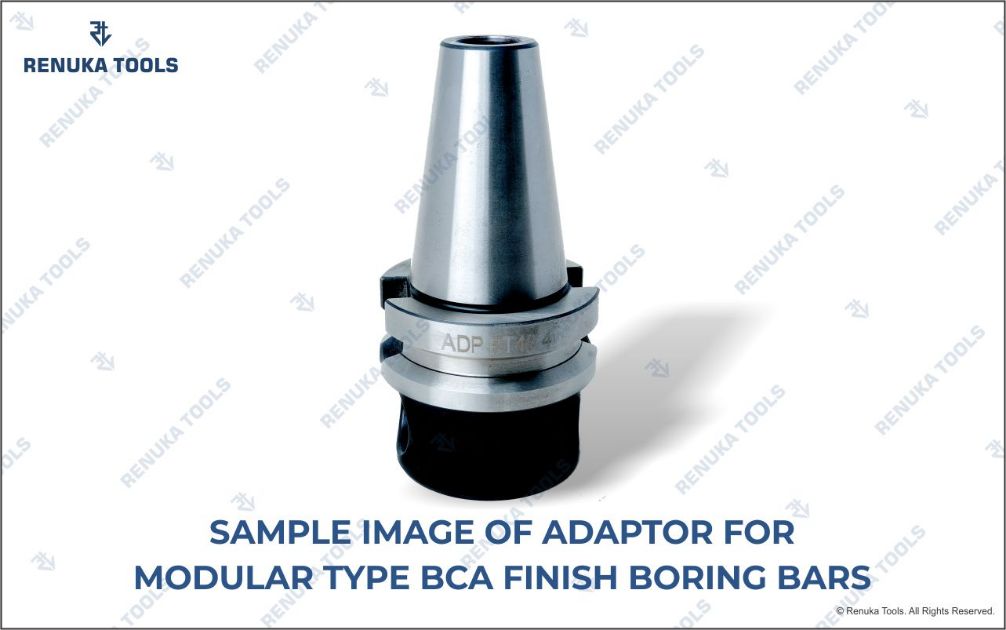 RENUKA TOOLS
ADP
SAMPLE IMAGE OF ADAPTOR FOR
MODULAR TYPE BCA FINISH BORING BARS
© Renuka Tools. All Rights Reserved.